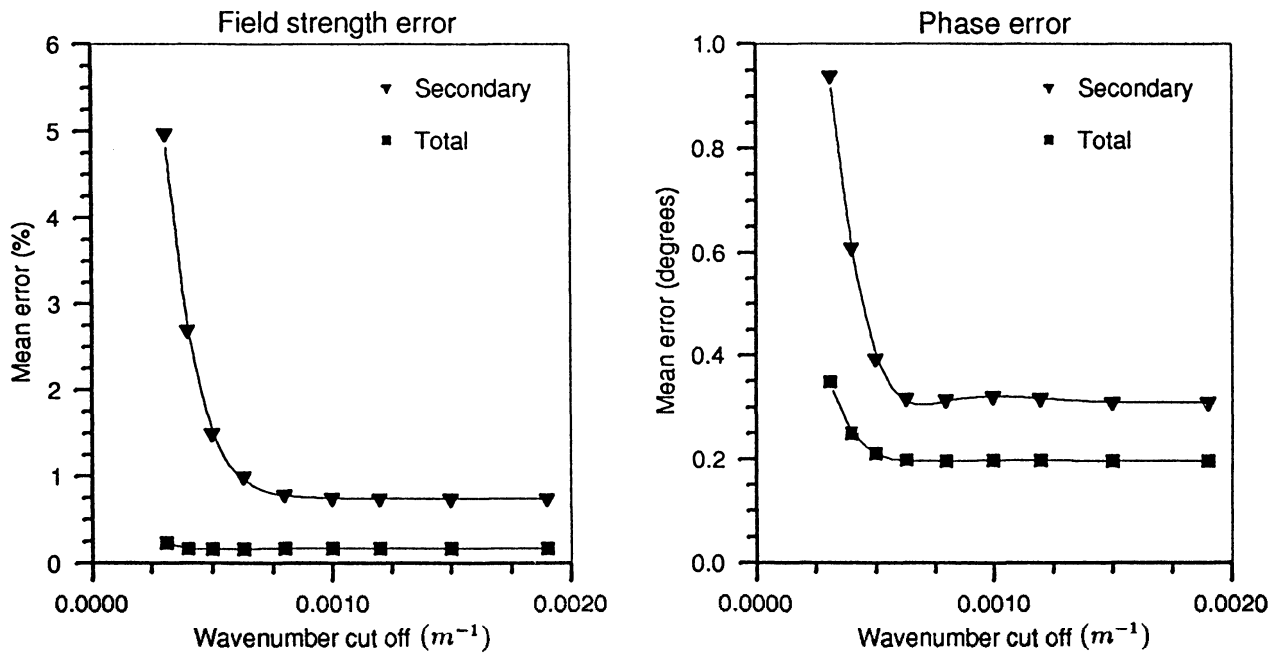 Field strength error
6
5
4
3
2
1
0
Mean error (%)
Secondary
Total
0.0000
0.0010
0.0020
Wavenumber cut off (m⁻¹)
Phase error
1.0
0.8
0.6
0.4
0.2
0.0
Mean error (degrees)
Secondary
Total
0.0000
0.0010
0.0020
Wavenumber cut off (m⁻¹)